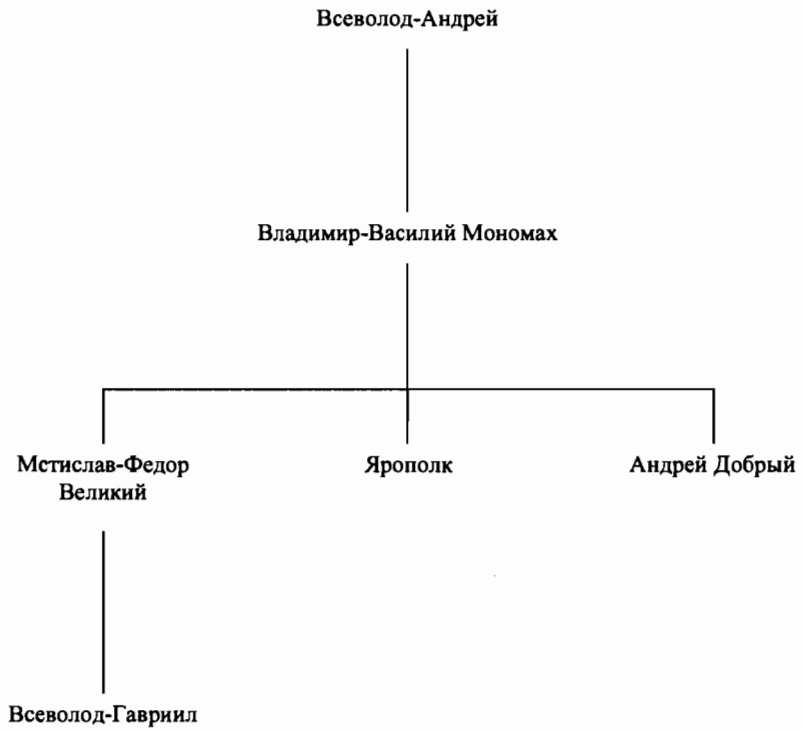 Всеволод-Андрей
Владимир-Василий Мономах
Мстислав-Федор
Великий
Ярополк
Андрей Добрый
Всеволод-Гавриил